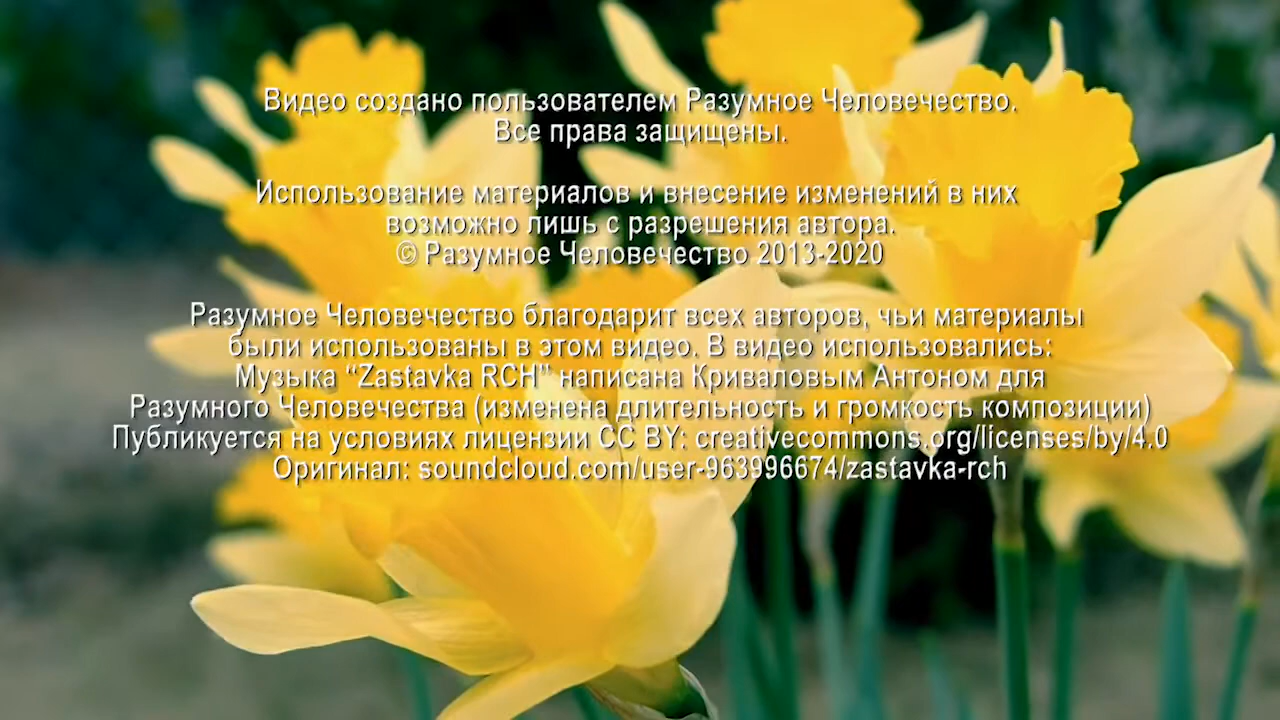 Видео создано пользователем Разумное Человечество.
Все права защищены.
Использование материалов и внесение изменений в них
возможно лишь с разрешения автора.
© Разумное Человечество 2013-2020
Разумное Человечество благодарит всех авторов, чьи материалы
были использованы в этом видео. В видео использовались:
Музыка “Zastavka RCH” написана Криваловым Антоном для
Разумного Человечества (изменена длительность и громкость композиции)
Публикуется на условиях лицензии CC BY: creativecommons.org/licenses/by/4.0
Оригинал: soundcloud.com/user-963996674/zastavka-rch